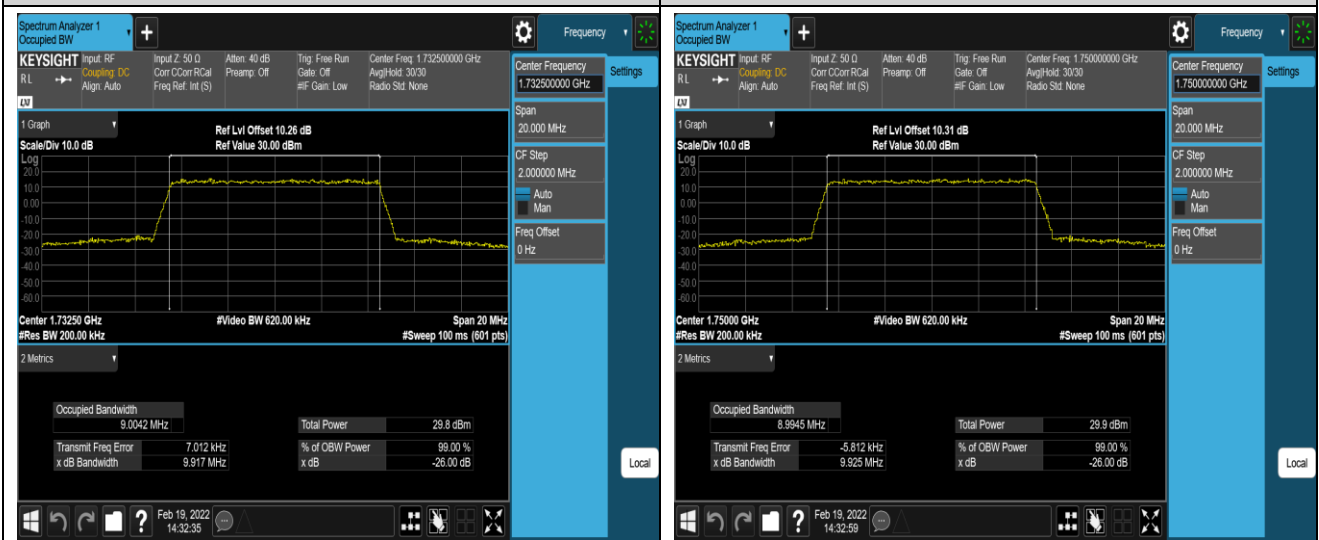 Spectrum Analyzer 1
Occupied BW
+
Frequency
KEYSIGHT
Input: RF
Coupling: DC
Align: Auto
Input Z: 50 Ω
Corr CCorr RCal
Freq Ref: Int (S)
Atten: 40 dB
Preamp: Off
Trig: Free Run
Gate: Off
#IF Gain: Low
Center Freq: 1.732500000 GHz
Avg|Hold: 30/30
Radio Std: None
RL
LXI
Center Frequency
1.732500000 GHz
Settings
Span
20.000 MHz
CF Step
2.000000 MHz
Auto
Man
Freq Offset
0 Hz
Local
1 Graph
Scale/Div 10.0 dB
Ref Lvl Offset 10.26 dB
Ref Value 30.00 dBm
Log
20.0
10.0
0.00
-10.0
-20.0
-30.0
-40.0
-50.0
-60.0
Center 1.73250 GHz
#Res BW 200.00 kHz
#Video BW 620.00 kHz
Span 20 MHz
#Sweep 100 ms (601 pts)
2 Metrics
Occupied Bandwidth
9.0042 MHz
Transmit Freq Error 7.012 kHz
x dB Bandwidth 9.917 MHz
Total Power 29.8 dBm
% of OBW Power 99.00 %
x dB -26.00 dB
?
Feb 19, 2022
14:32:35
Spectrum Analyzer 1
Occupied BW
+
Frequency
KEYSIGHT
Input: RF
Coupling: DC
Align: Auto
Input Z: 50 Ω
Corr CCorr RCal
Freq Ref: Int (S)
Atten: 40 dB
Preamp: Off
Trig: Free Run
Gate: Off
#IF Gain: Low
Center Freq: 1.750000000 GHz
Avg|Hold: 30/30
Radio Std: None
RL
LXI
Center Frequency
1.750000000 GHz
Settings
Span
20.000 MHz
CF Step
2.000000 MHz
Auto
Man
Freq Offset
0 Hz
Local
1 Graph
Scale/Div 10.0 dB
Ref Lvl Offset 10.31 dB
Ref Value 30.00 dBm
Log
20.0
10.0
0.00
-10.0
-20.0
-30.0
-40.0
-50.0
-60.0
Center 1.75000 GHz
#Res BW 200.00 kHz
#Video BW 620.00 kHz
Span 20 MHz
#Sweep 100 ms (601 pts)
2 Metrics
Occupied Bandwidth
8.9945 MHz
Transmit Freq Error -5.812 kHz
x dB Bandwidth 9.925 MHz
Total Power 29.9 dBm
% of OBW Power 99.00 %
x dB -26.00 dB
?
Feb 19, 2022
14:32:59